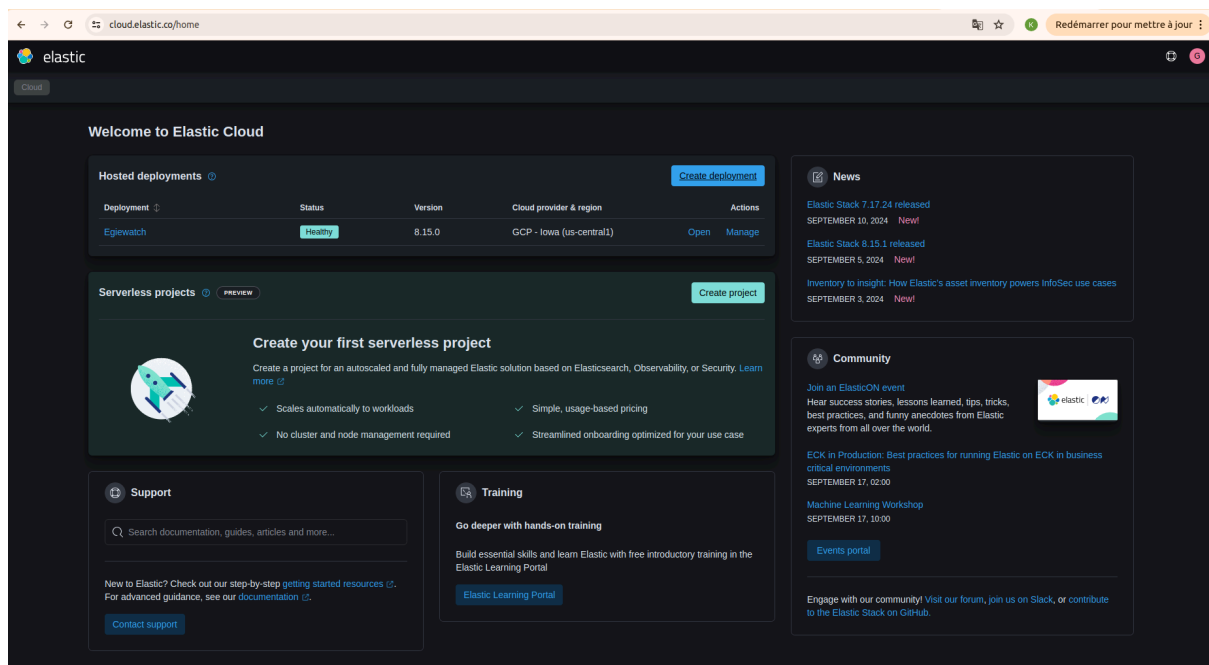 cloud.elastic.co/home
K
Redémarrer pour mettre à jour
elastic
G
Cloud
Welcome to Elastic Cloud
Hosted deployments
Create deployment
Deployment Status Version Cloud provider & region Actions
Egiewatch Healthy 8.15.0 GCP - Iowa (us-central1) Open Manage
Serverless projects PREVIEW
Create project
Create your first serverless project
Create a project for an autoscaled and fully managed Elastic solution based on Elasticsearch, Observability, or Security. Learn
more
Scales automatically to workloads
Simple, usage-based pricing
No cluster and node management required
Streamlined onboarding optimized for your use case
Support
Search documentation, guides, articles and more...
New to Elastic? Check out our step-by-step getting started resources.
For advanced guidance, see our documentation.
Contact support
Training
Go deeper with hands-on training
Build essential skills and learn Elastic with free introductory training in the
Elastic Learning Portal
Elastic Learning Portal
News
Elastic Stack 7.17.24 released
SEPTEMBER 10, 2024 New!
Elastic Stack 8.15.1 released
SEPTEMBER 5, 2024 New!
Inventory to insight: How Elastic's asset inventory powers InfoSec use cases
SEPTEMBER 3, 2024 New!
Community
Join an ElasticON event
Hear success stories, lessons learned, tips, tricks,
best practices, and funny anecdotes from Elastic
experts from all over the world.
elastic ON
ECK in Production: Best practices for running Elastic on ECK in business
critical environments
SEPTEMBER 17, 02:00
Machine Learning Workshop
SEPTEMBER 17, 10:00
Events portal
Engage with our community! Visit our forum, join us on Slack, or contribute
to the Elastic Stack on GitHub.